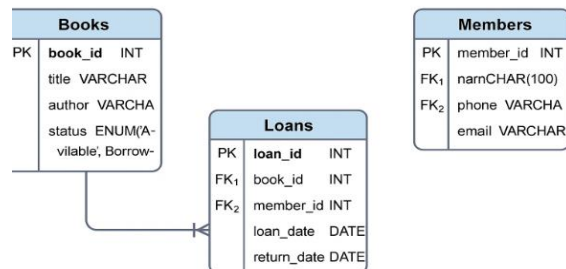 Books
PK book_id INT
title VARCHAR
author VARCHA
status ENUM('A-
vilable', Borrow-
Members
PK member_id INT
FK₁ narnCHAR(100)
FK₂ phone VARCHA
email VARCHAR
Loans
PK loan_id INT
FK₁ book_id INT
FK₂ member_id INT
loan_date DATE
return_date DATE